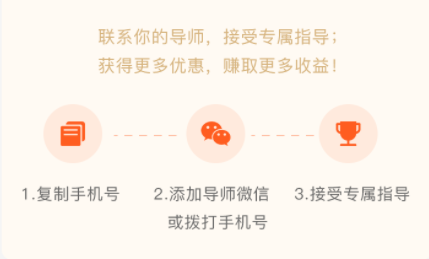 联系你的导师，接受专属指导；
获得更多优惠，赚取更多收益！
1.复制手机号
2.添加导师微信
或拨打手机号
3.接受专属指导